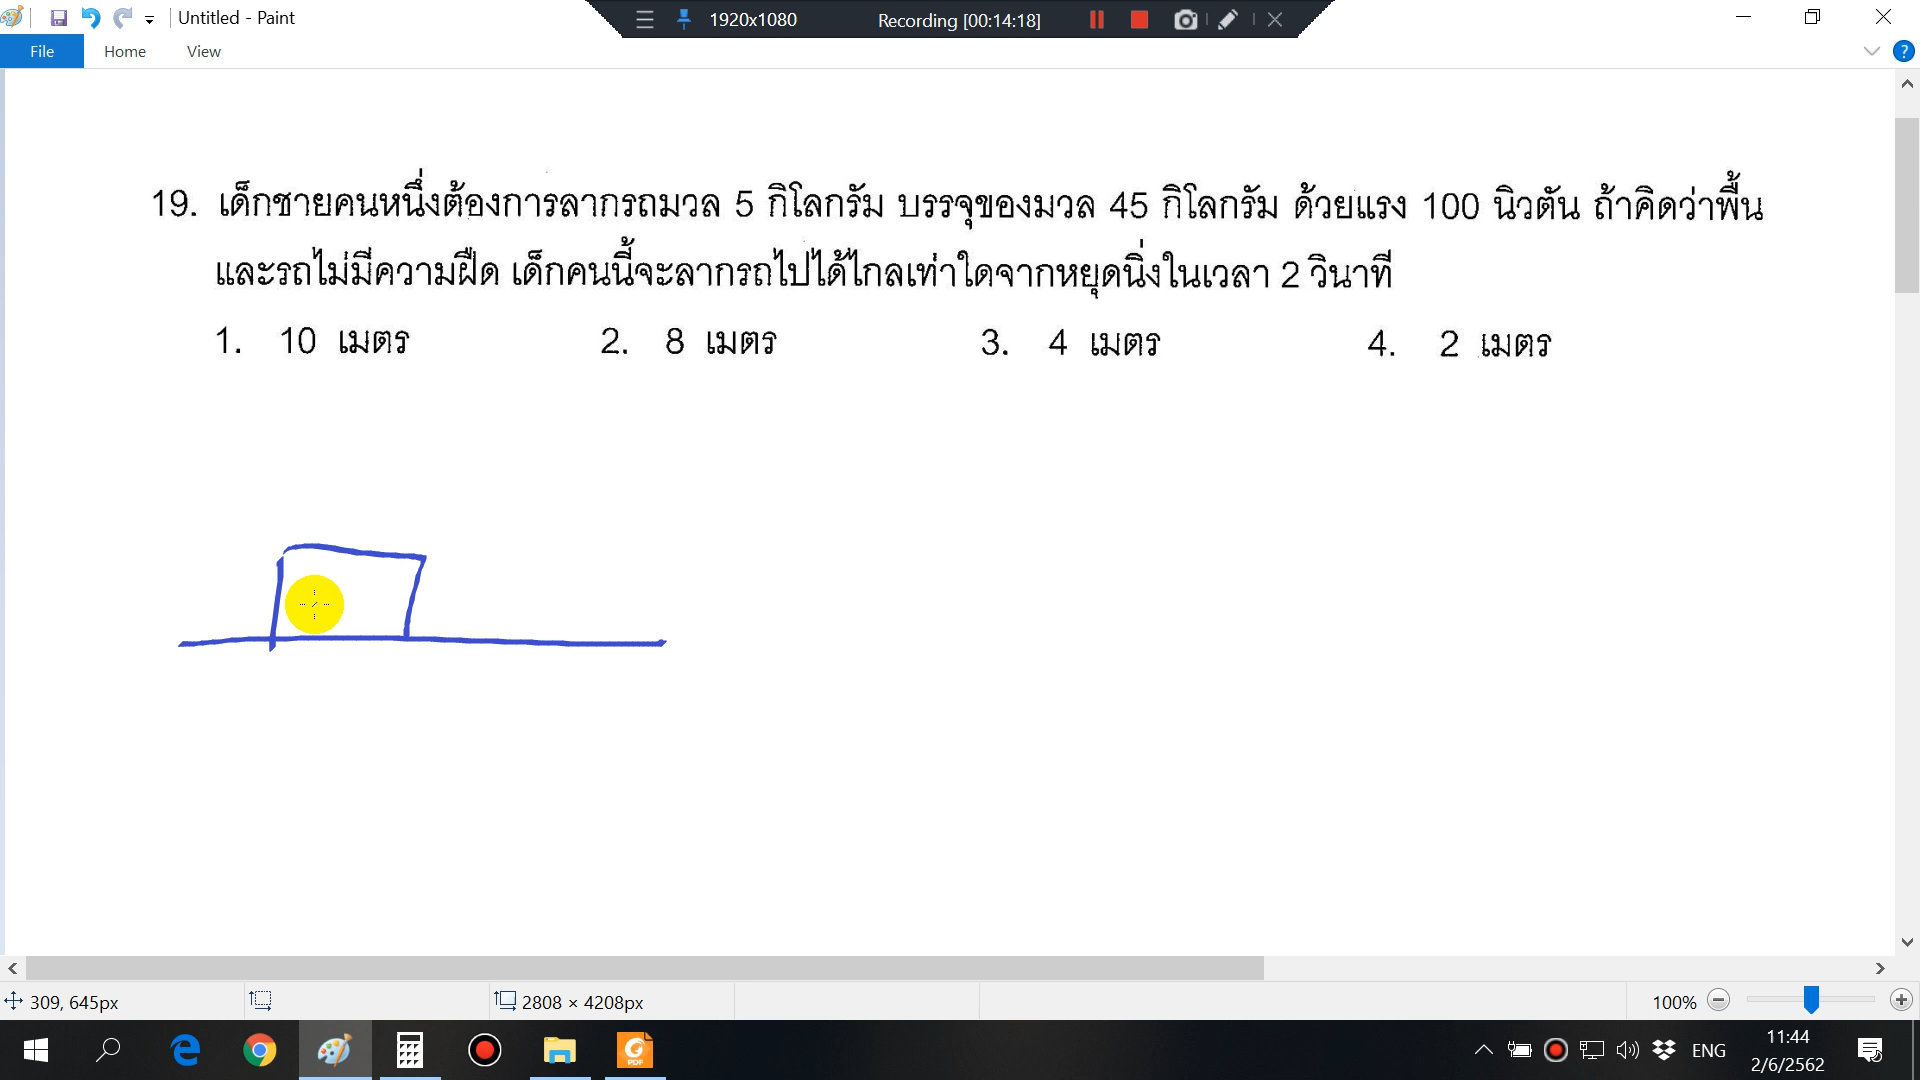 Untitled - Paint
1920x1080
Recording [00:14:18]
File
Home
View
19. เด็กชายคนหนึ่งต้องการลากรถมวล 5 กิโลกรัม บรรจุของมวล 45 กิโลกรัม ด้วยแรง 100 นิวตัน ถ้าคิดว่าพื้น
และรถไม่มีความฝืด เด็กคนนี้จะลากรถไปได้ไกลเท่าใดจากหยุดนิ่งในเวลา 2 วินาที
1. 10 เมตร 2. 8 เมตร 3. 4 เมตร 4. 2 เมตร
309, 645px
2808 × 4208px
100%
PDF
ENG
11:44
2/6/2562